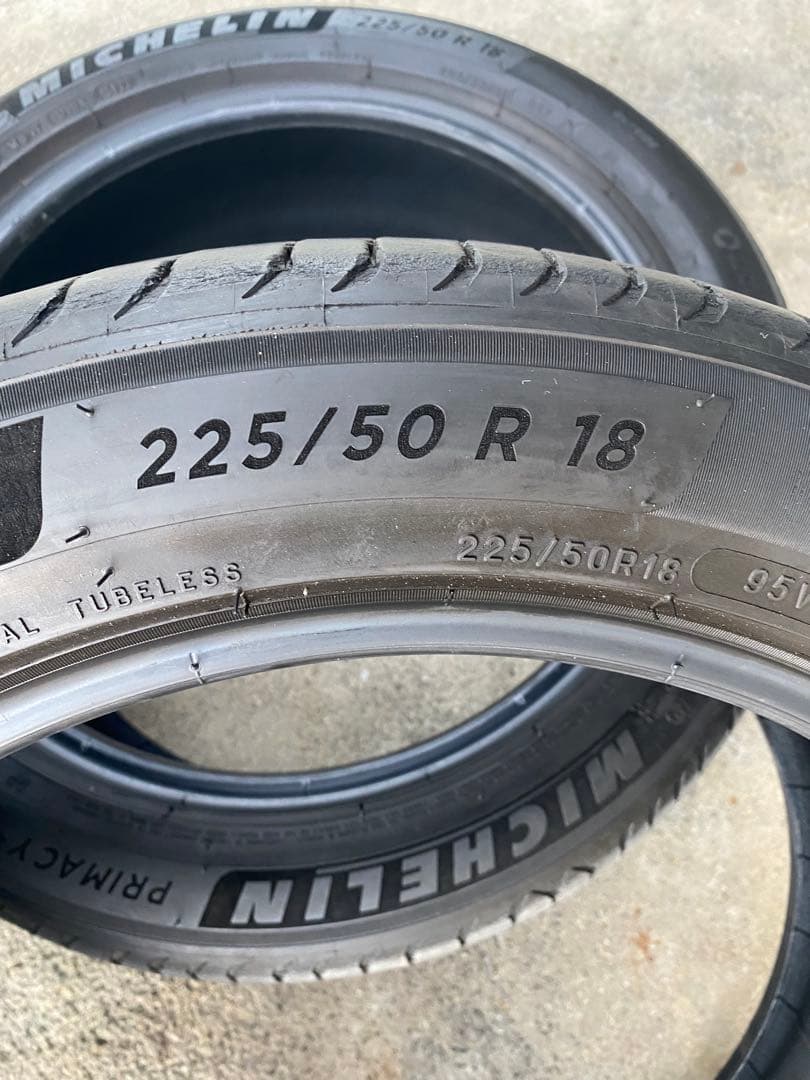 MICHELIN 225/50 R 18
225/50 R 18
225/50R18 95V
AL TUBELESS
MICHELIN
PRIMACY